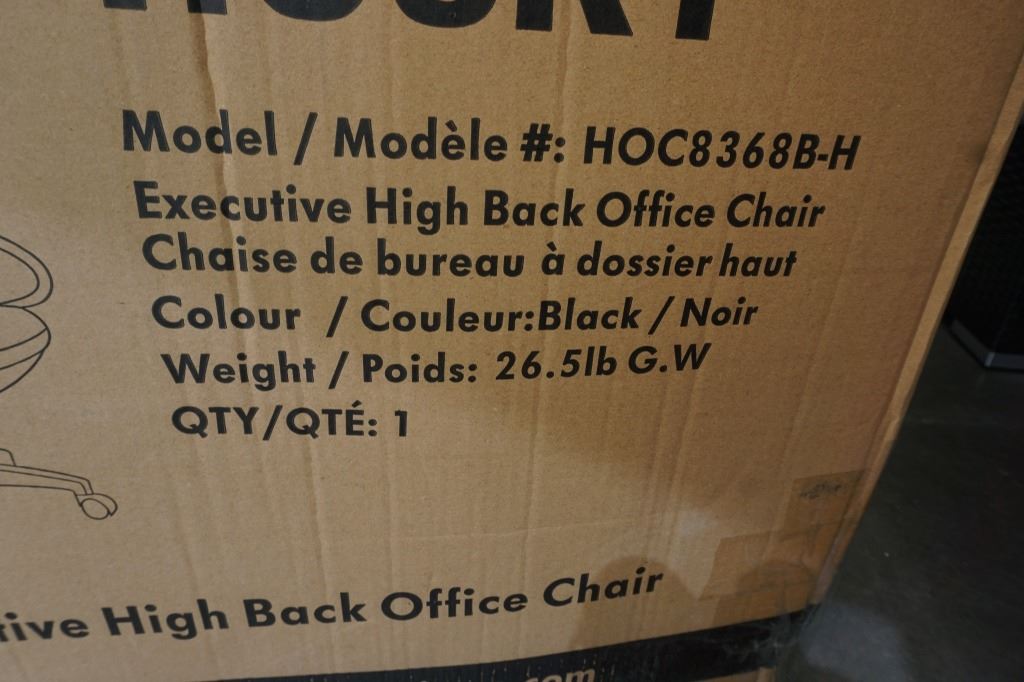 Model / Modèle #: HOC8368B-H
Executive High Back Office Chair
Chaise de bureau à dossier haut
Colour / Couleur:Black / Noir
Weight / Poids: 26.5lb G.W
QTY/QTÉ: 1
High Back Office Chair